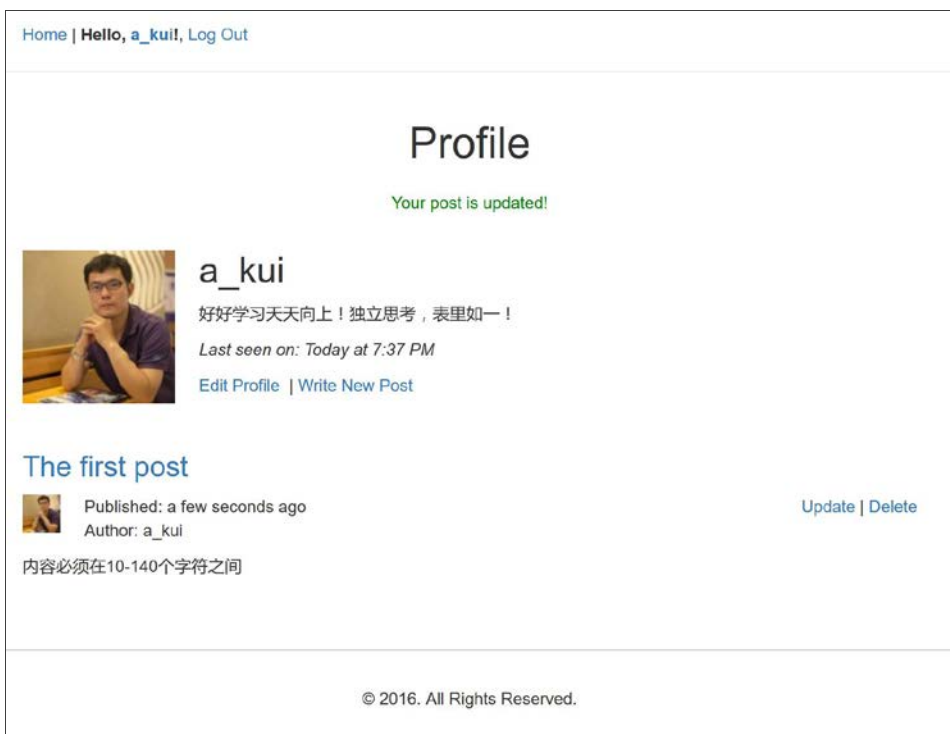 Home | Hello, a_kui!, Log Out
Profile
Your post is updated!
a_kui
好好学习天天向上！独立思考，表里如一！
Last seen on: Today at 7:37 PM
Edit Profile | Write New Post
The first post
Published: a few seconds ago
Update | Delete
Author: a_kui
内容必须在10-140个字符之间
© 2016. All Rights Reserved.